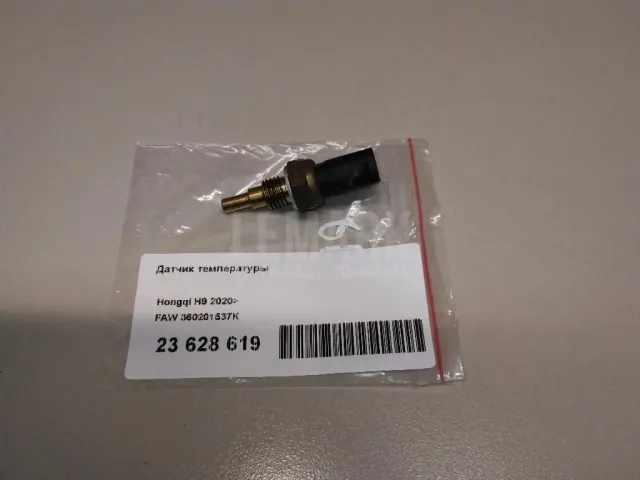 Датчик температуры
Hongqi H9 2020>
FAW 360201537K
23 628 619